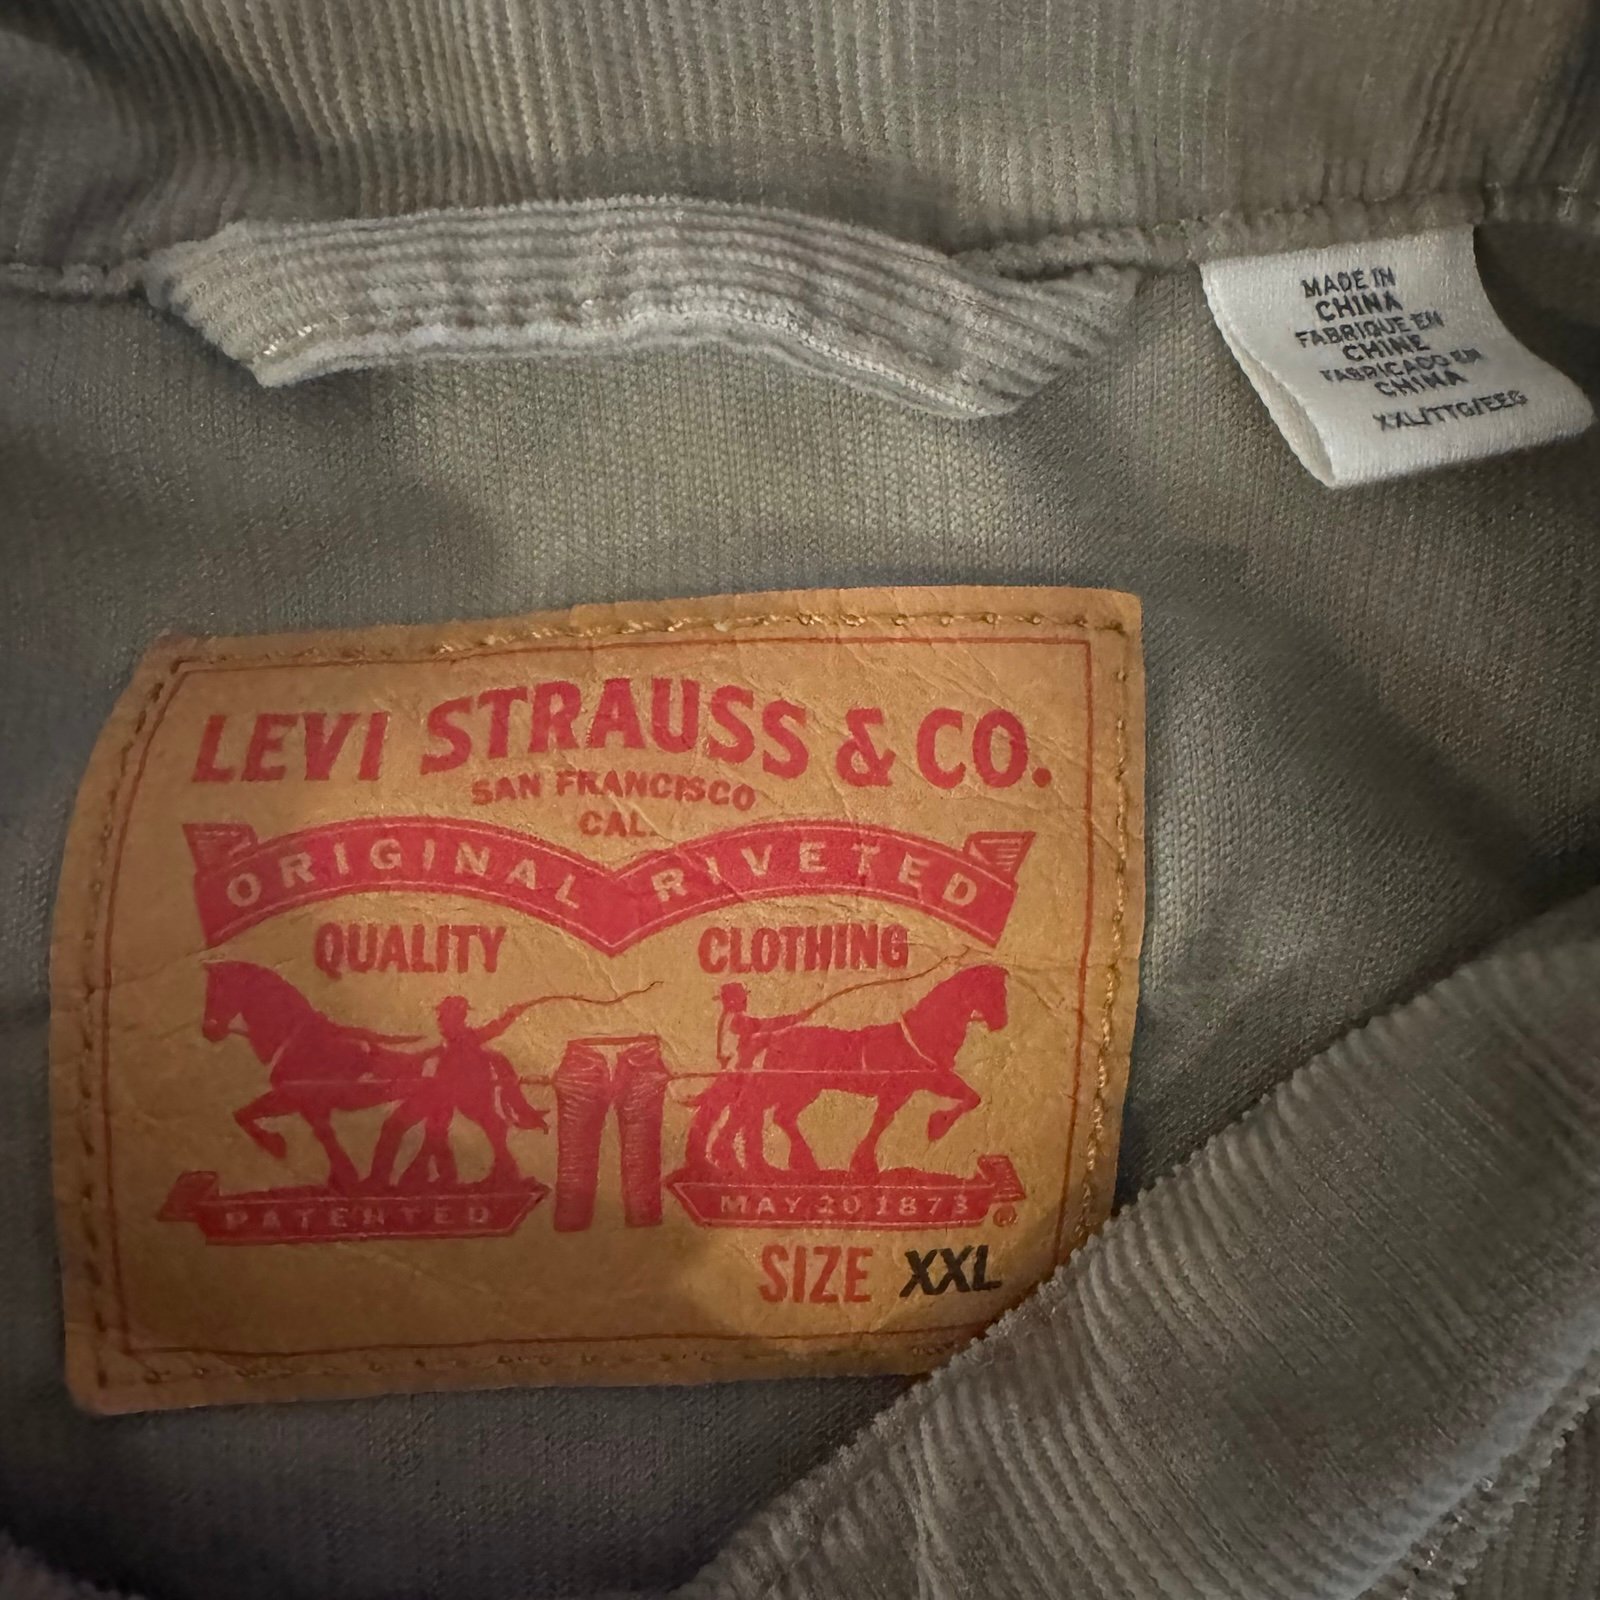 MADE IN
CHINA
FABRIQUE EN
CHINE
FABRICADO EN
CHINA
XXL/TTG/EEG
LEVI STRAUSS & CO.
SAN FRANCISCO
CAL.
ORIGINAL RIVETED
QUALITY CLOTHING
PATENTED MAY 20 1873 ®
SIZE XXL